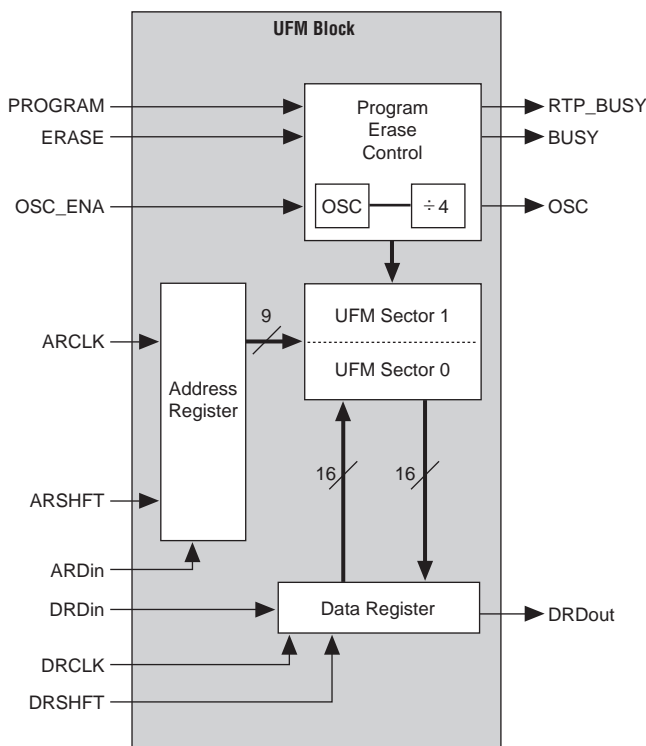 UFM Block
PROGRAM
ERASE
OSC_ENA
Program
Erase
Control
OSC
÷ 4
RTP_BUSY
BUSY
OSC
ARCLK
ARSHFT
ARDin
Address
Register
9
UFM Sector 1
UFM Sector 0
16
16
DRDin
DRCLK
DRSHFT
Data Register
DRDout